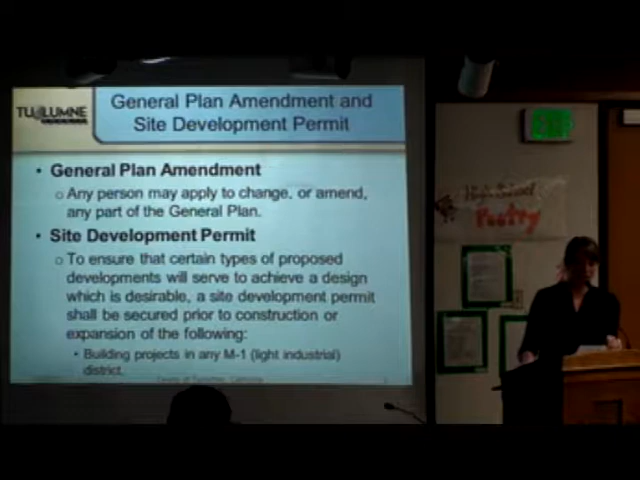 TUOLUMNE
General Plan Amendment and
Site Development Permit
• General Plan Amendment
o Any person may apply to change, or amend,
any part of the General Plan.
• Site Development Permit
o To ensure that certain types of proposed
developments will serve to achieve a design
which is desirable, a site development permit
shall be secured prior to construction or
expansion of the following:
• Building projects in any M-1 (light industrial)
district.
High School
Poetry